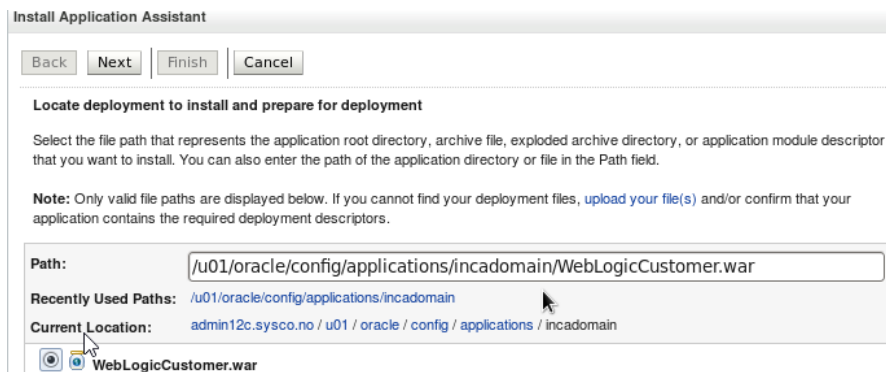 Install Application Assistant
Back Next Finish Cancel
Locate deployment to install and prepare for deployment
Select the file path that represents the application root directory, archive file, exploded archive directory, or application module descriptor
that you want to install. You can also enter the path of the application directory or file in the Path field.
Note: Only valid file paths are displayed below. If you cannot find your deployment files, upload your file(s) and/or confirm that your
application contains the required deployment descriptors.
Path: /u01/oracle/config/applications/incadomain/WebLogicCustomer.war
Recently Used Paths: /u01/oracle/config/applications/incadomain
Current Location: admin12c.sysco.no / u01 / oracle / config / applications / incadomain
WebLogicCustomer.war